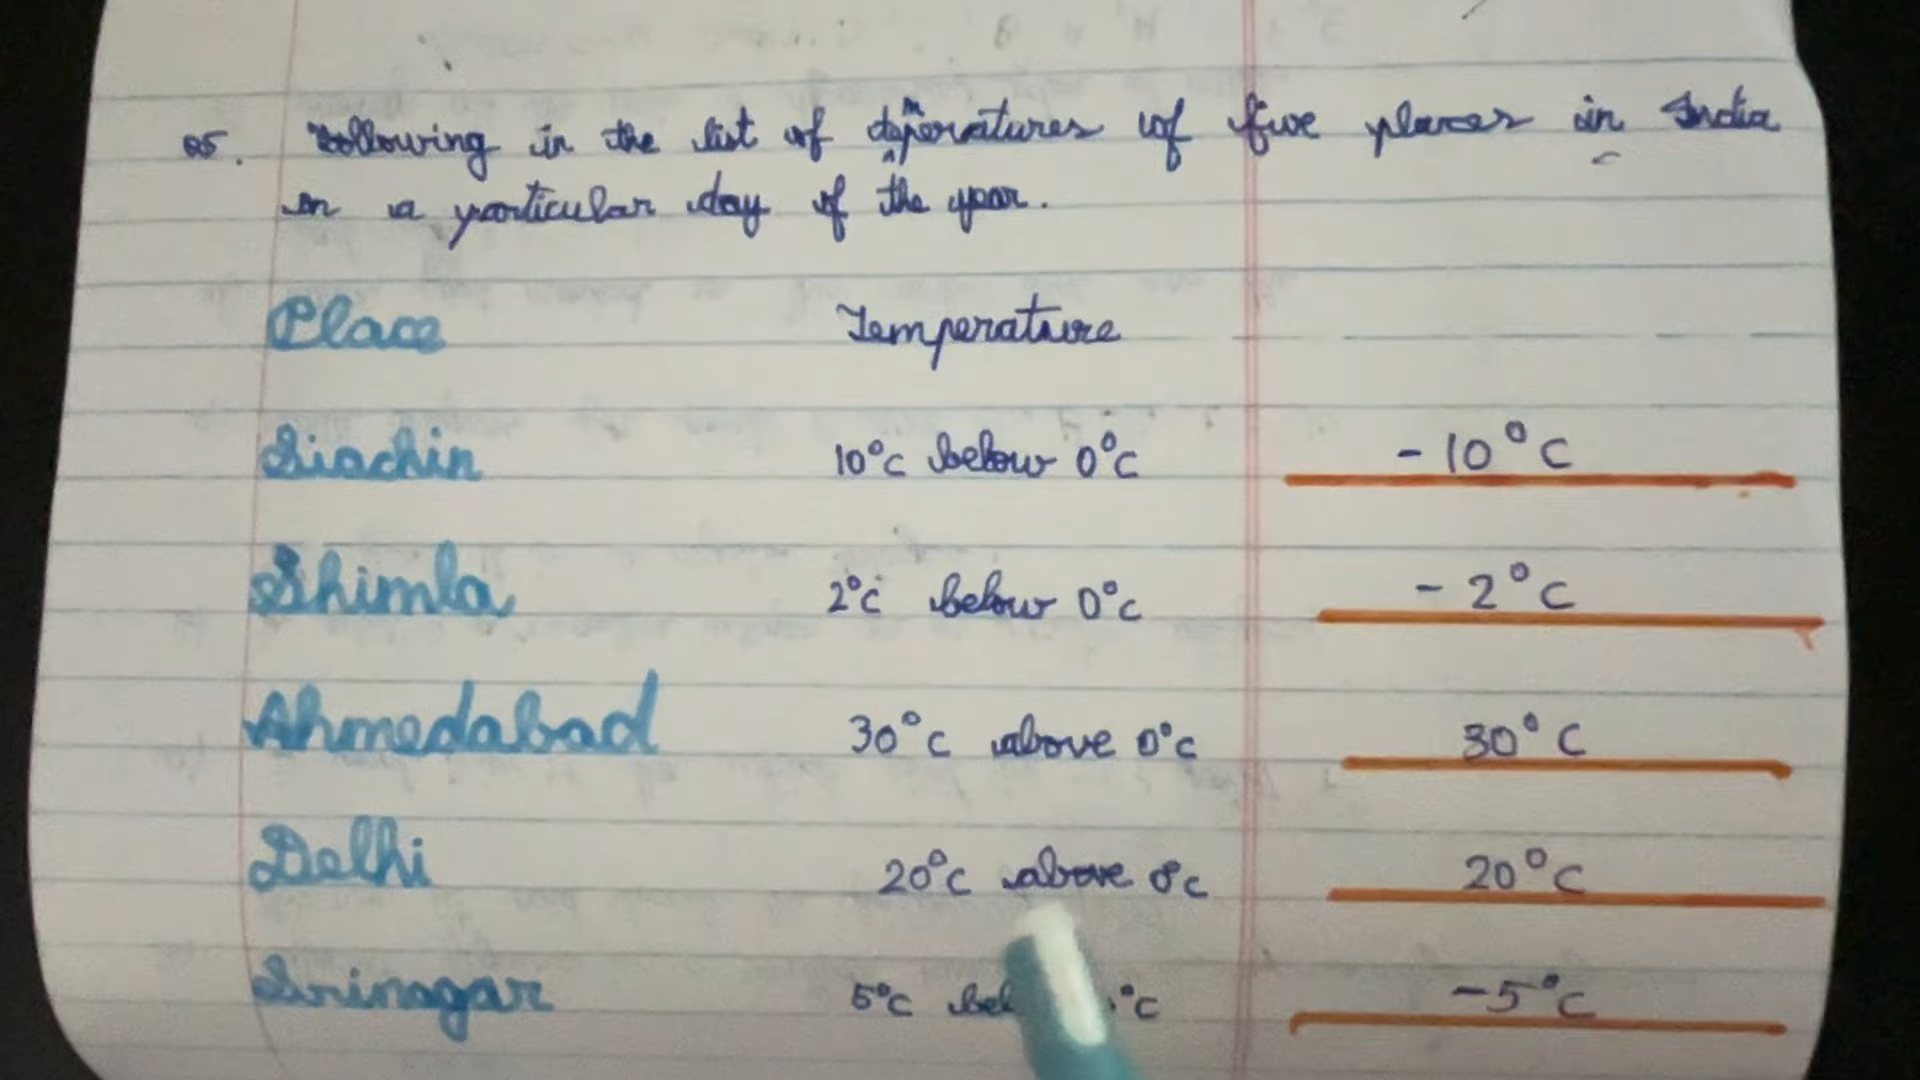 Q5. Following is the list of temperatures of five places in India
on a particular day of the year.
Place Temperature
Siachin 10°C below 0°C -10°C
Shimla 2°C below 0°C -2°C
Ahmedabad 30°C above 0°C 30°C
Delhi 20°C above 0°C 20°C
Srinagar 5°C °C -5°C